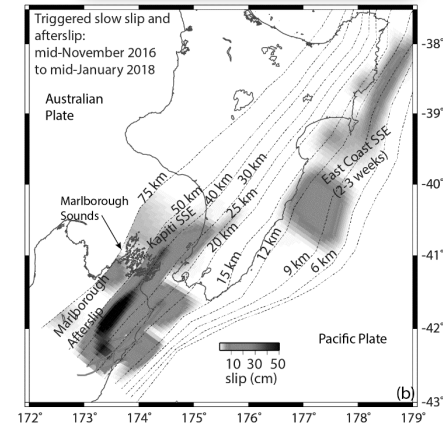 Triggered slow slip and
afterslip:
mid-November 2016
to mid-January 2018
Australian
Plate
Marlborough
Sounds
75 km
50 km
40 km
30 km
25 km
20 km
15 km
12 km
9 km
6 km
Kapiti SSE
East Coast SSE
(2-3 weeks)
Marlborough
Afterslip
Pacific Plate
10 30 50
slip (cm)
(b)
-38°
-39°
-40°
-41°
-42°
-43°
172° 173° 174° 175° 176° 177° 178° 179°